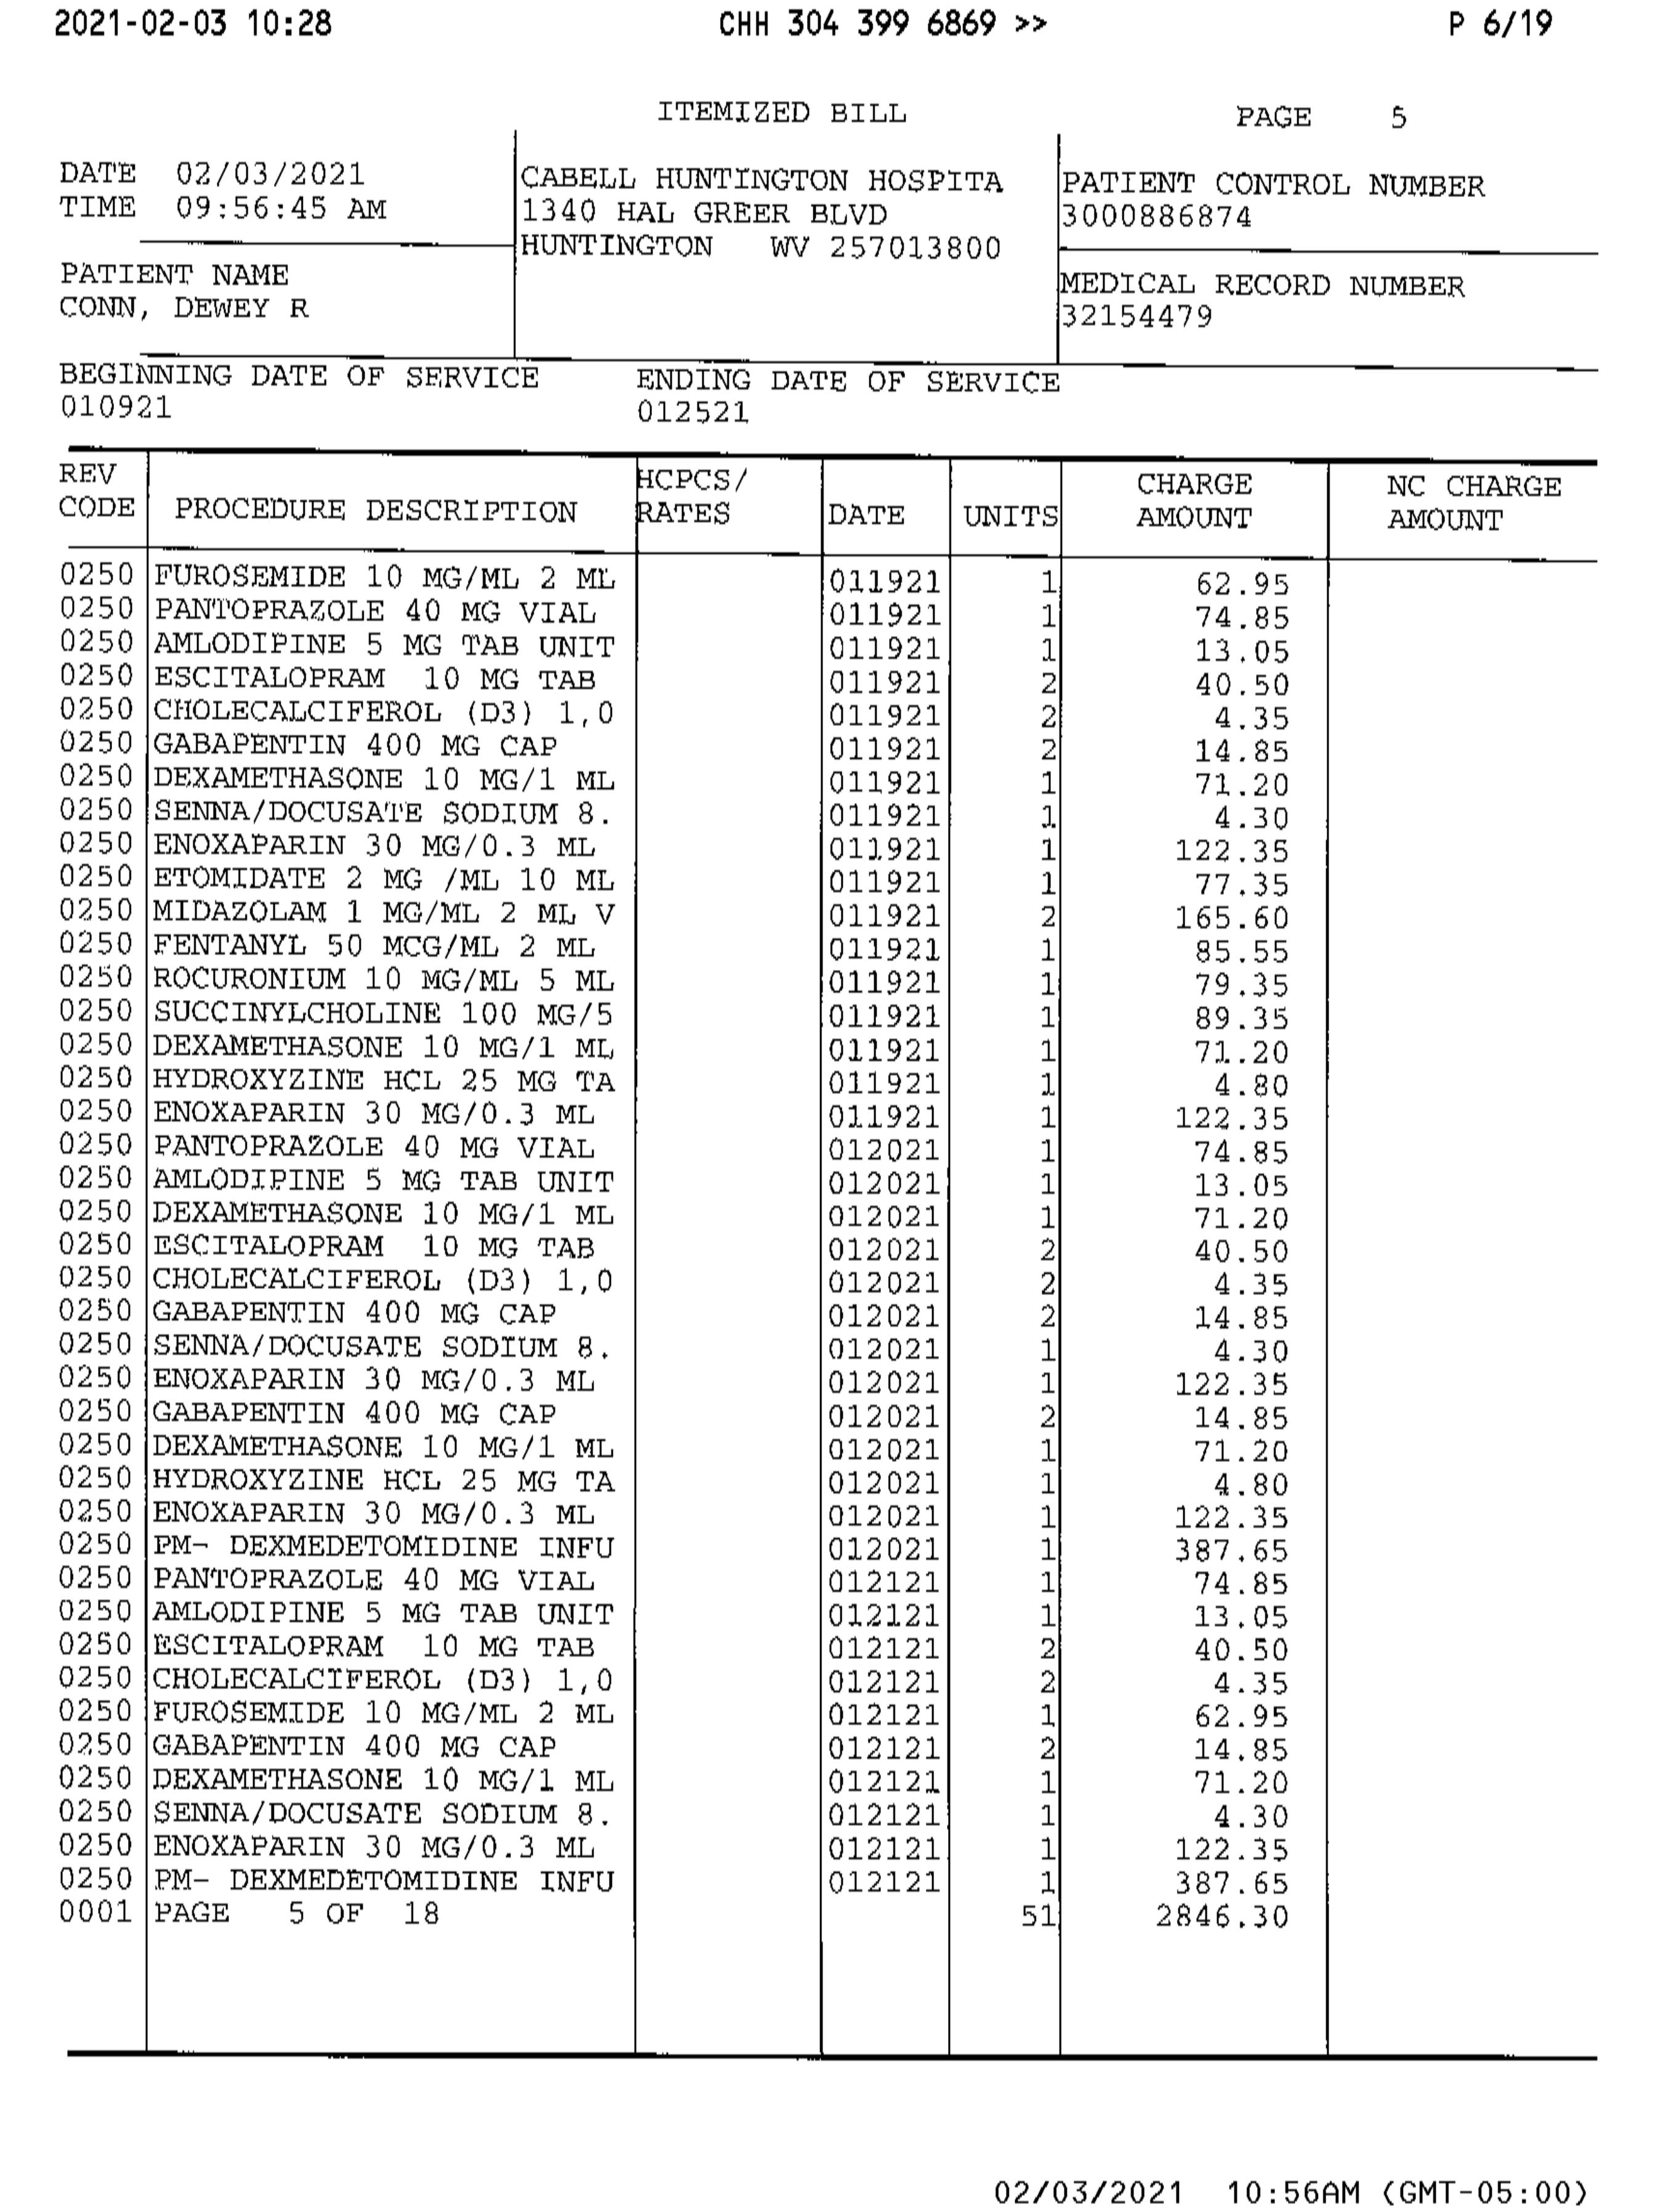 2021-02-03 10:28 CHH 304 399 6869 >> P 6/19
ITEMIZED BILL PAGE 5
DATE 02/03/2021 CABELL HUNTINGTON HOSPITA PATIENT CONTROL NUMBER
TIME 09:56:45 AM 1340 HAL GREER BLVD 3000886874
HUNTINGTON WV 257013800
PATIENT NAME MEDICAL RECORD NUMBER
CONN, DEWEY R 32154479
BEGINNING DATE OF SERVICE ENDING DATE OF SERVICE
010921 012521
REV HCPCS/ CHARGE NC CHARGE
CODE PROCEDURE DESCRIPTION RATES DATE UNITS AMOUNT AMOUNT
0250 FUROSEMIDE 10 MG/ML 2 ML 011921 1 62.95
0250 PANTOPRAZOLE 40 MG VIAL 011921 1 74.85
0250 AMLODIPINE 5 MG TAB UNIT 011921 1 13.05
0250 ESCITALOPRAM 10 MG TAB 011921 2 40.50
0250 CHOLECALCIFEROL (D3) 1,0 011921 2 4.35
0250 GABAPENTIN 400 MG CAP 011921 2 14.85
0250 DEXAMETHASONE 10 MG/1 ML 011921 1 71.20
0250 SENNA/DOCUSATE SODIUM 8. 011921 1 4.30
0250 ENOXAPARIN 30 MG/0.3 ML 011921 1 122.35
0250 ETOMIDATE 2 MG /ML 10 ML 011921 1 77.35
0250 MIDAZOLAM 1 MG/ML 2 ML V 011921 2 165.60
0250 FENTANYL 50 MCG/ML 2 ML 011921 1 85.55
0250 ROCURONIUM 10 MG/ML 5 ML 011921 1 79.35
0250 SUCCINYLCHOLINE 100 MG/5 011921 1 89.35
0250 DEXAMETHASONE 10 MG/1 ML 011921 1 71.20
0250 HYDROXYZINE HCL 25 MG TA 011921 1 4.80
0250 ENOXAPARIN 30 MG/0.3 ML 011921 1 122.35
0250 PANTOPRAZOLE 40 MG VIAL 012021 1 74.85
0250 AMLODIPINE 5 MG TAB UNIT 012021 1 13.05
0250 DEXAMETHASONE 10 MG/1 ML 012021 1 71.20
0250 ESCITALOPRAM 10 MG TAB 012021 2 40.50
0250 CHOLECALCIFEROL (D3) 1,0 012021 2 4.35
0250 GABAPENTIN 400 MG CAP 012021 2 14.85
0250 SENNA/DOCUSATE SODIUM 8. 012021 1 4.30
0250 ENOXAPARIN 30 MG/0.3 ML 012021 1 122.35
0250 GABAPENTIN 400 MG CAP 012021 2 14.85
0250 DEXAMETHASONE 10 MG/1 ML 012021 1 71.20
0250 HYDROXYZINE HCL 25 MG TA 012021 1 4.80
0250 ENOXAPARIN 30 MG/0.3 ML 012021 1 122.35
0250 PM- DEXMEDETOMIDINE INFU 012021 1 387.65
0250 PANTOPRAZOLE 40 MG VIAL 012121 1 74.85
0250 AMLODIPINE 5 MG TAB UNIT 012121 1 13.05
0250 ESCITALOPRAM 10 MG TAB 012121 2 40.50
0250 CHOLECALCIFEROL (D3) 1,0 012121 2 4.35
0250 FUROSEMIDE 10 MG/ML 2 ML 012121 1 62.95
0250 GABAPENTIN 400 MG CAP 012121 2 14.85
0250 DEXAMETHASONE 10 MG/1 ML 012121 1 71.20
0250 SENNA/DOCUSATE SODIUM 8. 012121 1 4.30
0250 ENOXAPARIN 30 MG/0.3 ML 012121 1 122.35
0250 PM- DEXMEDETOMIDINE INFU 012121 1 387.65
0001 PAGE 5 OF 18 51 2846.30
02/03/2021 10:56AM (GMT-05:00)